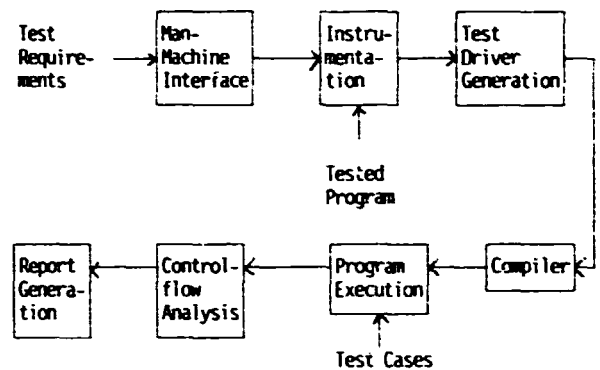 Test
Require-
ments
Man-
Machine
Interface
Instru-
menta-
tion
Test
Driver
Generation
Tested
Program
Report
Genera-
tion
Control-
flow
Analysis
Program
Execution
Compiler
Test Cases